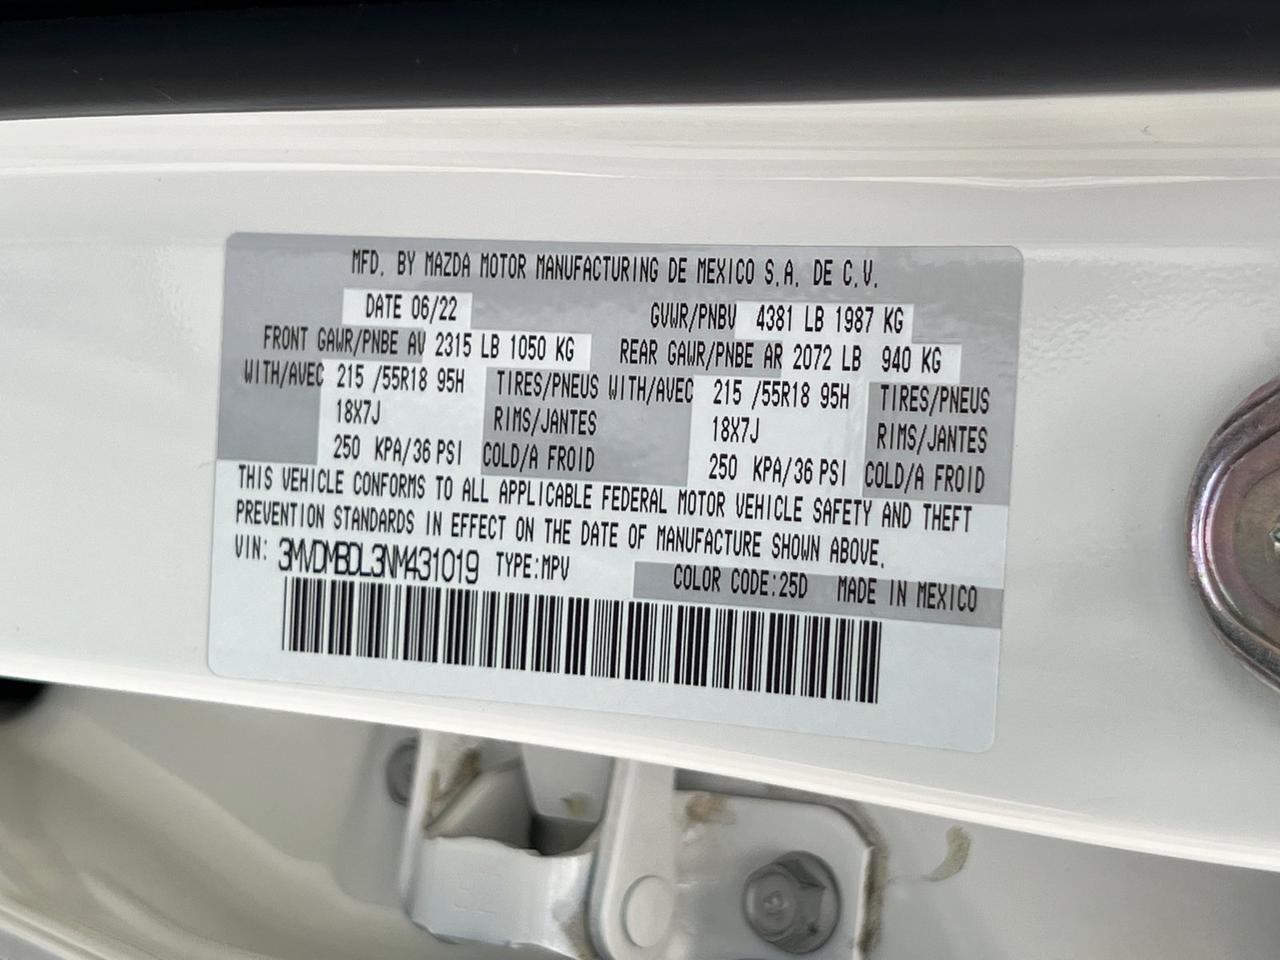 MFD. BY MAZDA MOTOR MANUFACTURING DE MEXICO S.A. DE C.V.
DATE 06/22 GVWR/PNBV 4381 LB 1987 KG
FRONT GAWR/PNBE AV 2315 LB 1050 KG REAR GAWR/PNBE AR 2072 LB 940 KG
WITH/AVEC 215 /55R18 95H TIRES/PNEUS WITH/AVEC 215 /55R18 95H TIRES/PNEUS
18X7J RIMS/JANTES 18X7J RIMS/JANTES
250 KPA/36 PSI COLD/A FROID 250 KPA/36 PSI COLD/A FROID
THIS VEHICLE CONFORMS TO ALL APPLICABLE FEDERAL MOTOR VEHICLE SAFETY AND THEFT
PREVENTION STANDARDS IN EFFECT ON THE DATE OF MANUFACTURE SHOWN ABOVE.
VIN: 3MVDMBDL3NM431019 TYPE:MPV COLOR CODE:25D MADE IN MEXICO